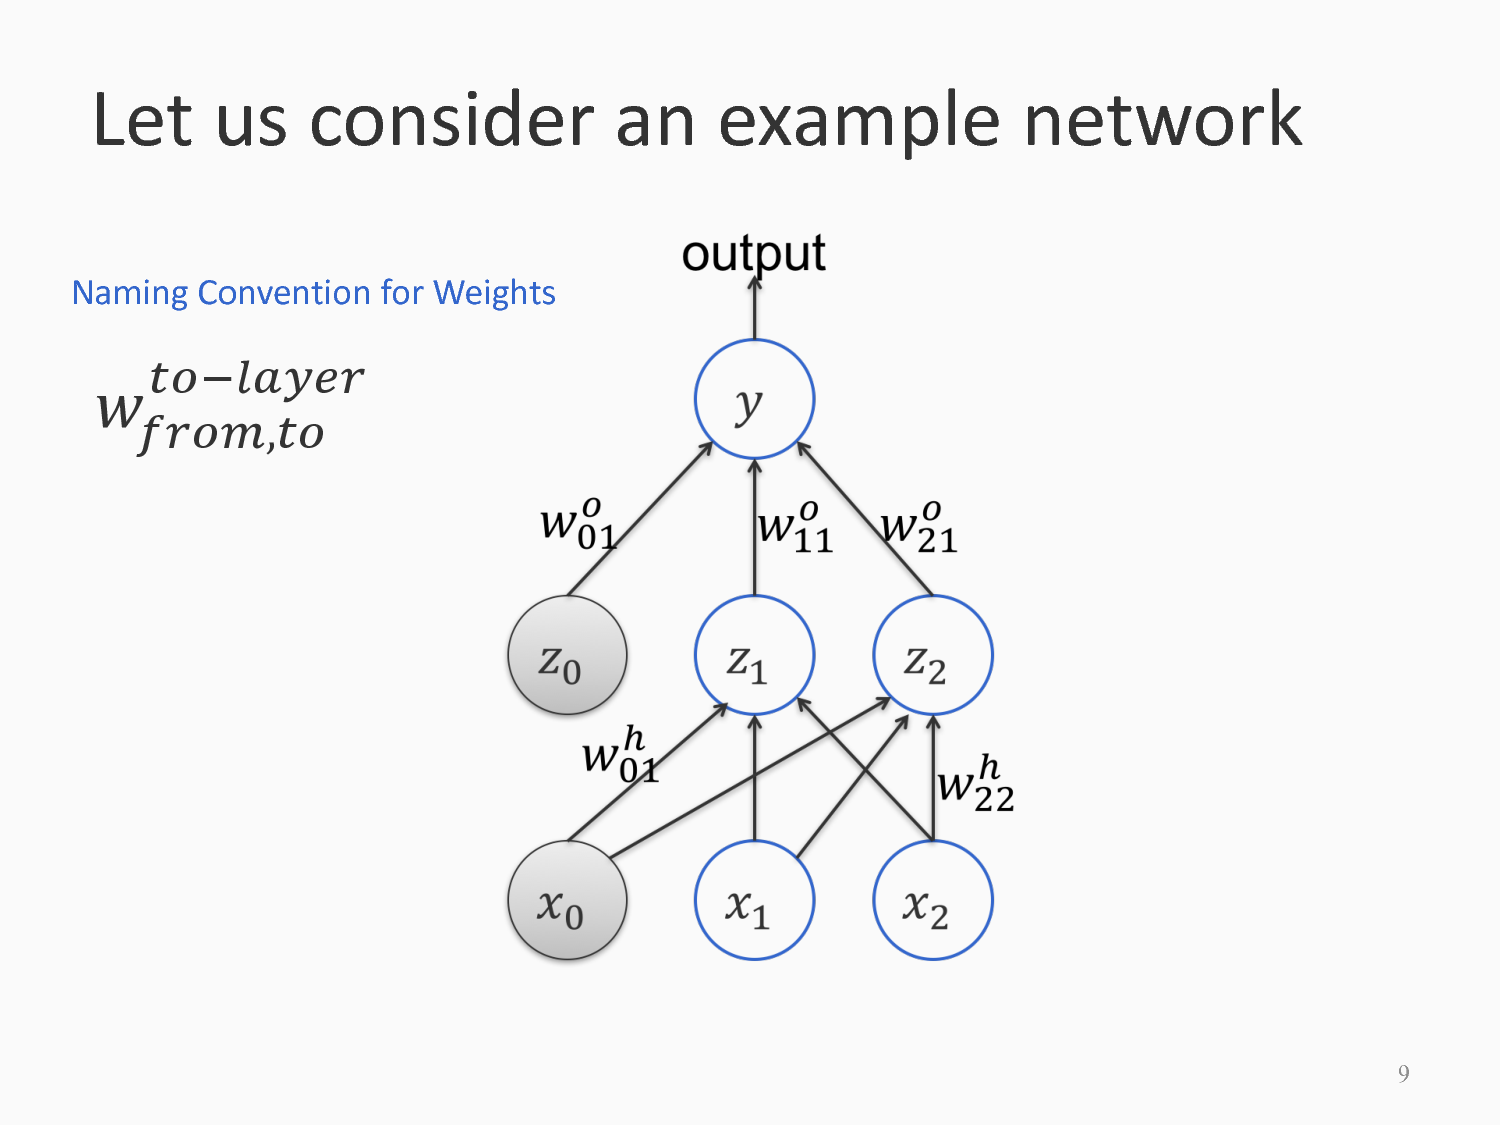 Let us consider an example network
output
Naming Convention for Weights
w^{to−layer}_{from,to}
y
w^o_{01} w^o_{11} w^o_{21}
z_0 z_1 z_2
w^h_{01}
w^h_{22}
x_0 x_1 x_2
9